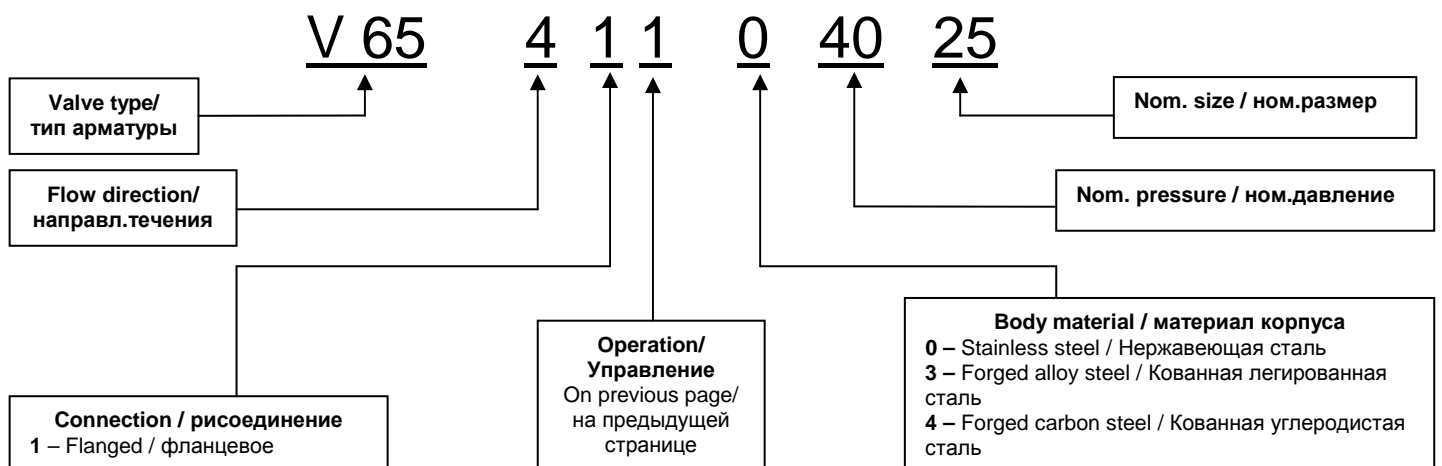 V 65 4 1 1 0 40 25
Valve type/
тип арматуры
Nom. size / ном.размер
Flow direction/
направл.течения
Nom. pressure / ном.давление
Connection / рисоединение
1 – Flanged / фланцевое
Operation/
Управление
On previous page/
на предыдущей
странице
Body material / материал корпуса
0 – Stainless steel / Нержавеющая сталь
3 – Forged alloy steel / Кованная легированная
сталь
4 – Forged carbon steel / Кованная углеродистая
сталь